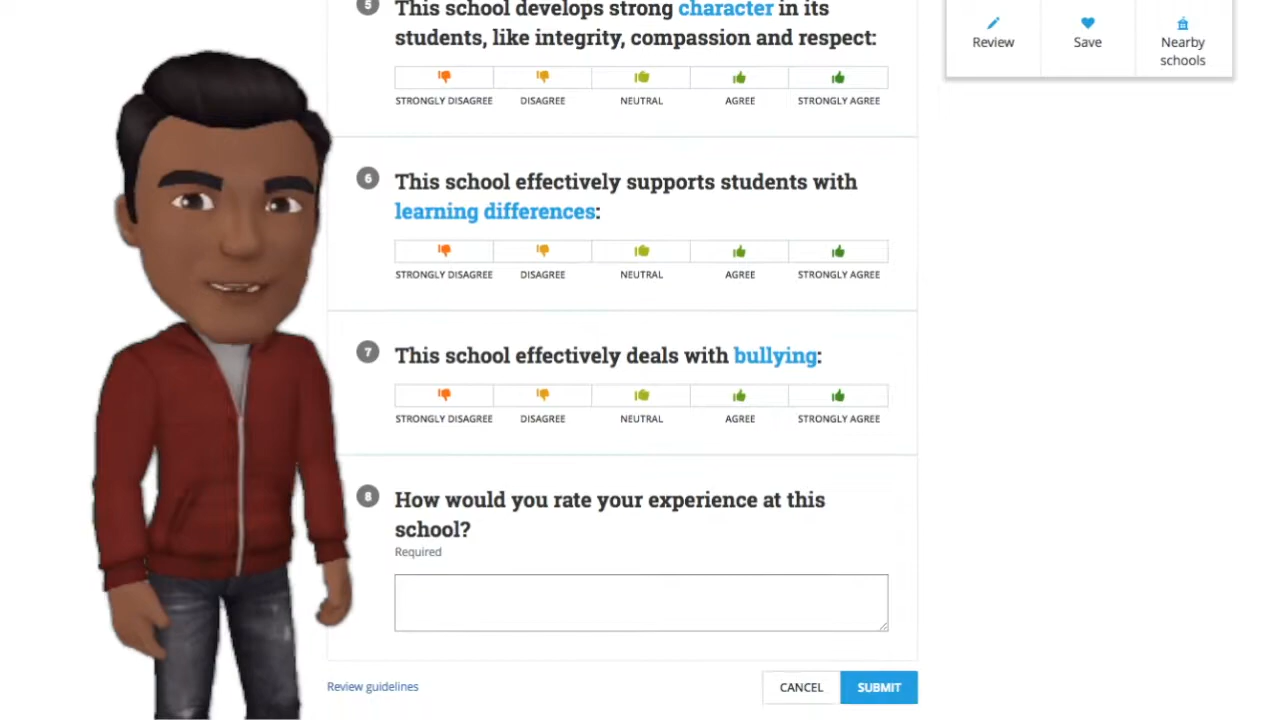 5
This school develops strong character in its
students, like integrity, compassion and respect:
STRONGLY DISAGREE DISAGREE NEUTRAL AGREE STRONGLY AGREE
6
This school effectively supports students with
learning differences:
STRONGLY DISAGREE DISAGREE NEUTRAL AGREE STRONGLY AGREE
7
This school effectively deals with bullying:
STRONGLY DISAGREE DISAGREE NEUTRAL AGREE STRONGLY AGREE
8
How would you rate your experience at this
school?
Required
Review guidelines
CANCEL SUBMIT
Review Save Nearby
schools